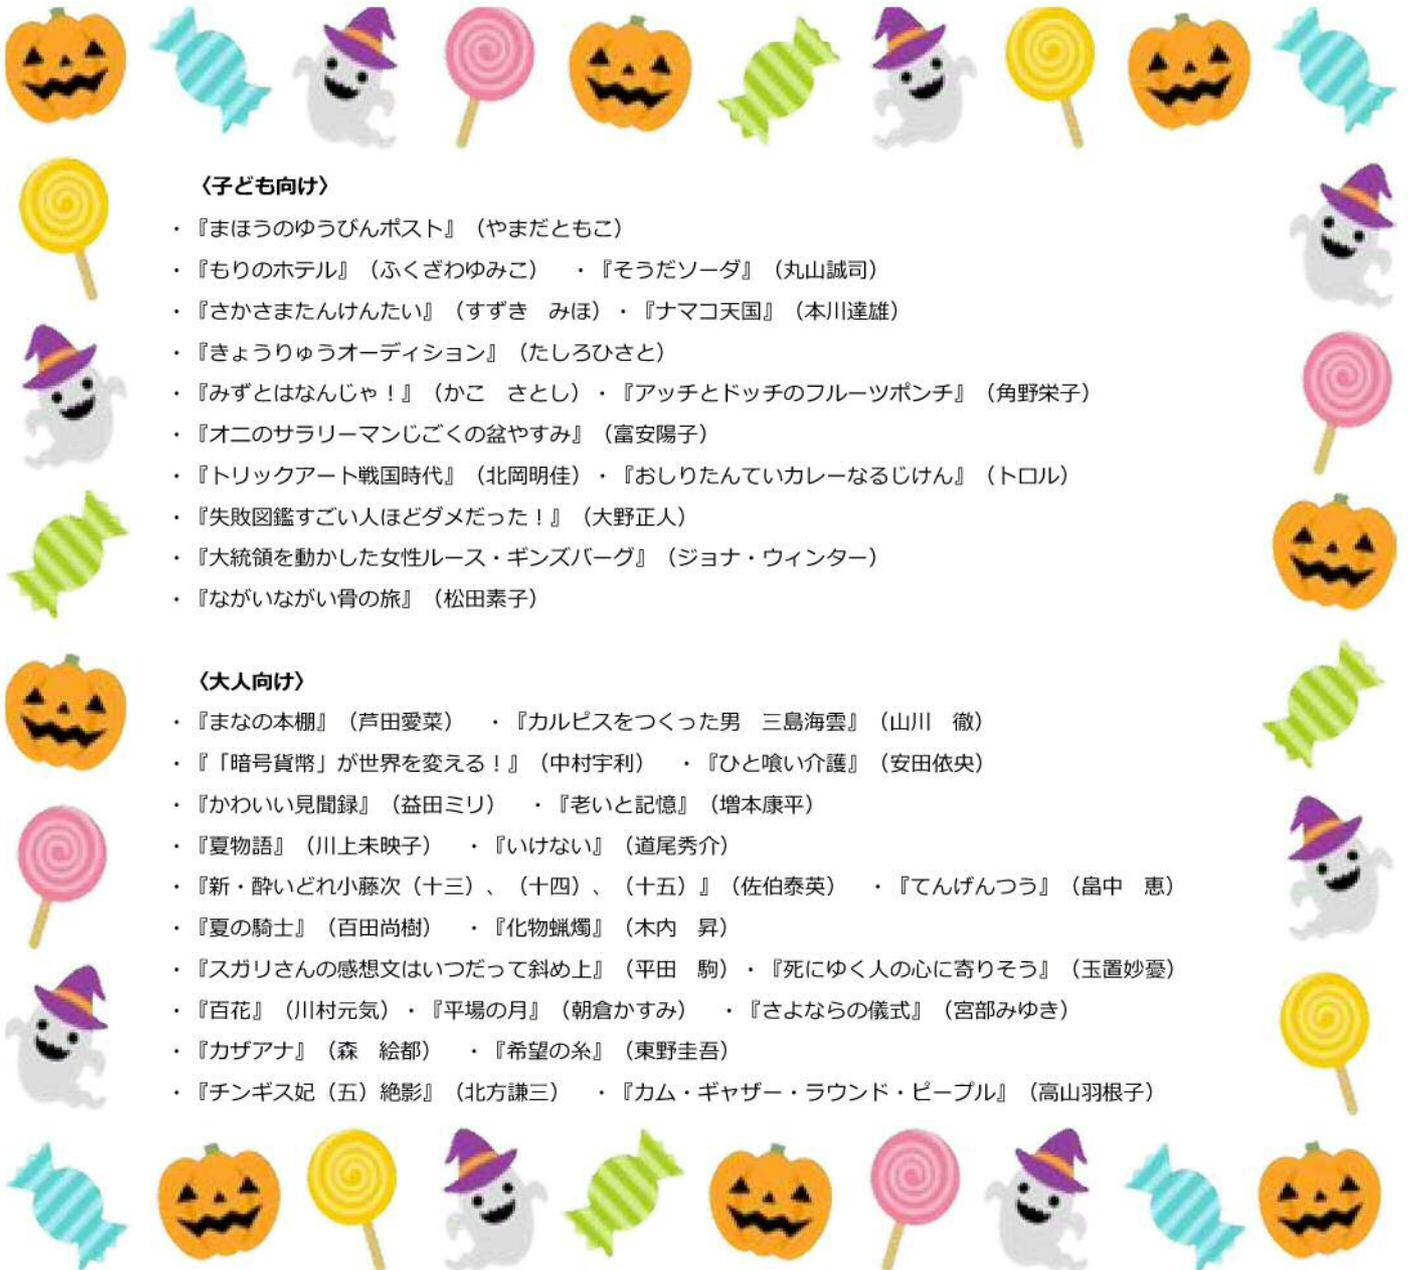 〈子ども向け〉
・『まほうのゆうびんポスト』（やまだともこ）
・『もりのホテル』（ふくざわゆみこ）　・『そうだソーダ』（丸山誠司）
・『さかさまたんけんたい』（すずき　みほ）・『ナマコ天国』（本川達雄）
・『きょうりゅうオーディション』（たしろひさと）
・『みずとはなんじゃ！』（かこ　さとし）・『アッチとドッチのフルーツポンチ』（角野栄子）
・『オニのサラリーマンじごくの盆やすみ』（富安陽子）
・『トリックアート戦国時代』（北岡明佳）・『おしりたんていカレーなるじけん』（トロル）
・『失敗図鑑すごい人ほどダメだった！』（大野正人）
・『大統領を動かした女性ルース・ギンズバーグ』（ジョナ・ウィンター）
・『ながいながい骨の旅』（松田素子）
〈大人向け〉
・『まなの本棚』（芦田愛菜）　・『カルピスをつくった男　三島海雲』（山川　徹）
・『「暗号貨幣」が世界を変える！』（中村宇利）　・『ひと喰い介護』（安田依央）
・『かわいい見聞録』（益田ミリ）　・『老いと記憶』（増本康平）
・『夏物語』（川上未映子）　・『いけない』（道尾秀介）
・『新・酔いどれ小藤次（十三）、（十四）、（十五）』（佐伯泰英）　・『てんげんつう』（畠中　恵）
・『夏の騎士』（百田尚樹）　・『化物蝋燭』（木内　昇）
・『スガリさんの感想文はいつだって斜め上』（平田　駒）・『死にゆく人の心に寄りそう』（玉置妙憂）
・『百花』（川村元気）・『平場の月』（朝倉かすみ）　・『さよならの儀式』（宮部みゆき）
・『カザアナ』（森　絵都）　・『希望の糸』（東野圭吾）
・『チンギス妃（五）絶影』（北方謙三）　・『カム・ギャザー・ラウンド・ピープル』（高山羽根子）